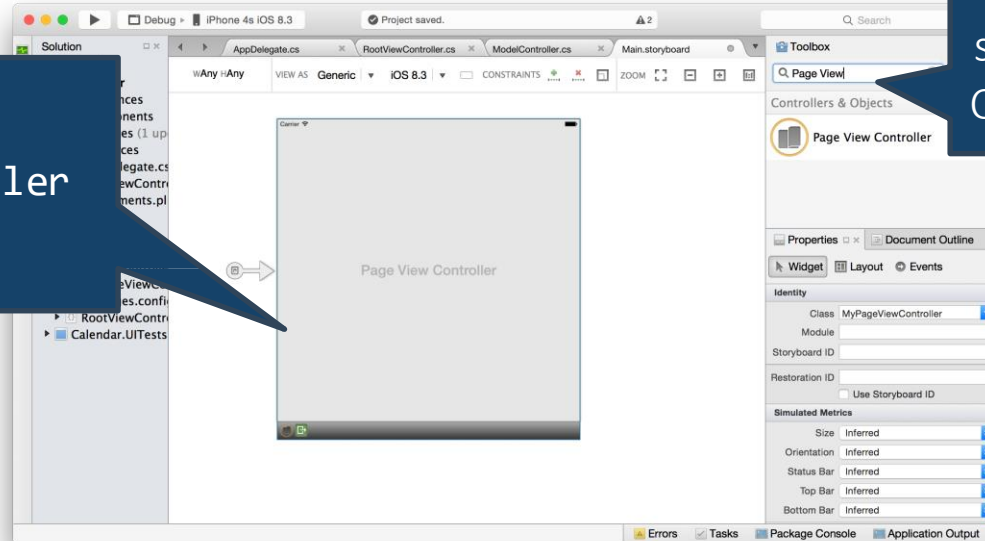 Debug
iPhone 4s iOS 8.3
Project saved.
2
Search
Solution
AppDelegate.cs
RootViewController.cs
ModelController.cs
Main.storyboard
Toolbox
wAny hAny
VIEW AS Generic
iOS 8.3
CONSTRAINTS
ZOOM
1:1
Page View
Controllers & Objects
Page View Controller
ler
nces
nents
es (1 up
ces
legate.cs
ewContr
ments.pl
Carrier
Page View Controller
es.confi
RootViewContr
Calendar.UITests
Properties
Document Outline
Widget
Layout
Events
Identity
Class MyPageViewController
Module
Storyboard ID
Restoration ID
Use Storyboard ID
Simulated Metrics
Size Inferred
Orientation Inferred
Status Bar Inferred
Top Bar Inferred
Bottom Bar Inferred
Errors
Tasks
Package Console
Application Output